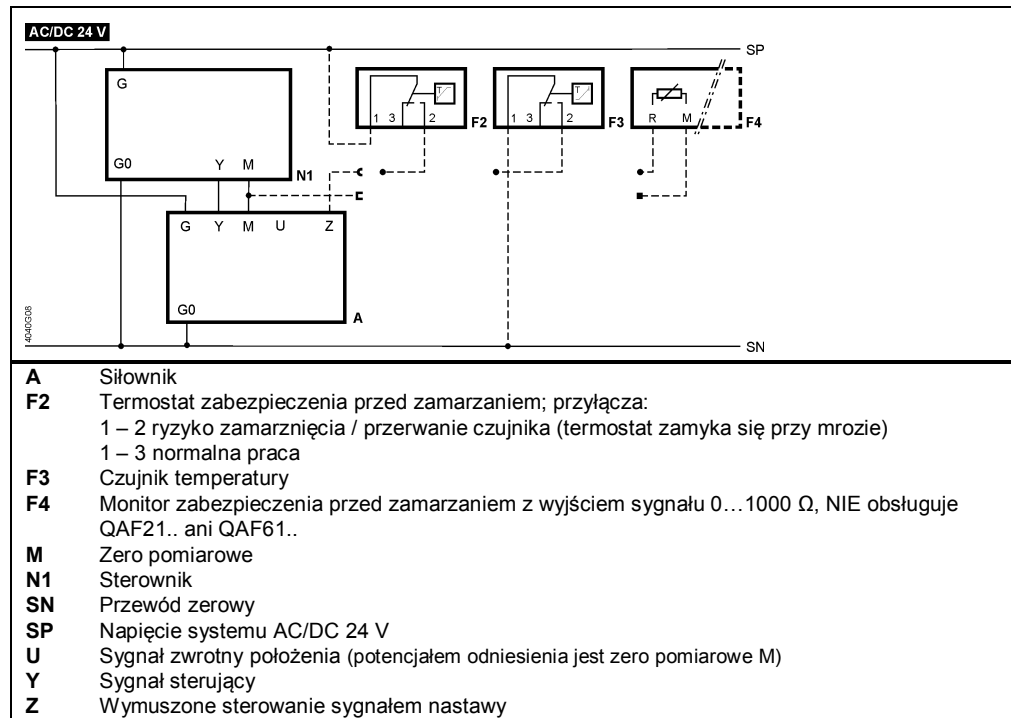 AC/DC 24 V
SP
G
T
T
1 3 2 F2
1 3 2 F3
R M F4
G0 Y M
N1
G Y M U Z
G0
A
4040G08
SN
A Siłownik
F2 Termostat zabezpieczenia przed zamarzaniem; przyłącza:
1 – 2 ryzyko zamarznięcia / przerwanie czujnika (termostat zamyka się przy mrozie)
1 – 3 normalna praca
F3 Czujnik temperatury
F4 Monitor zabezpieczenia przed zamarzaniem z wyjściem sygnału 0…1000 Ω, NIE obsługuje
QAF21.. ani QAF61..
M Zero pomiarowe
N1 Sterownik
SN Przewód zerowy
SP Napięcie systemu AC/DC 24 V
U Sygnał zwrotny położenia (potencjałem odniesienia jest zero pomiarowe M)
Y Sygnał sterujący
Z Wymuszone sterowanie sygnałem nastawy